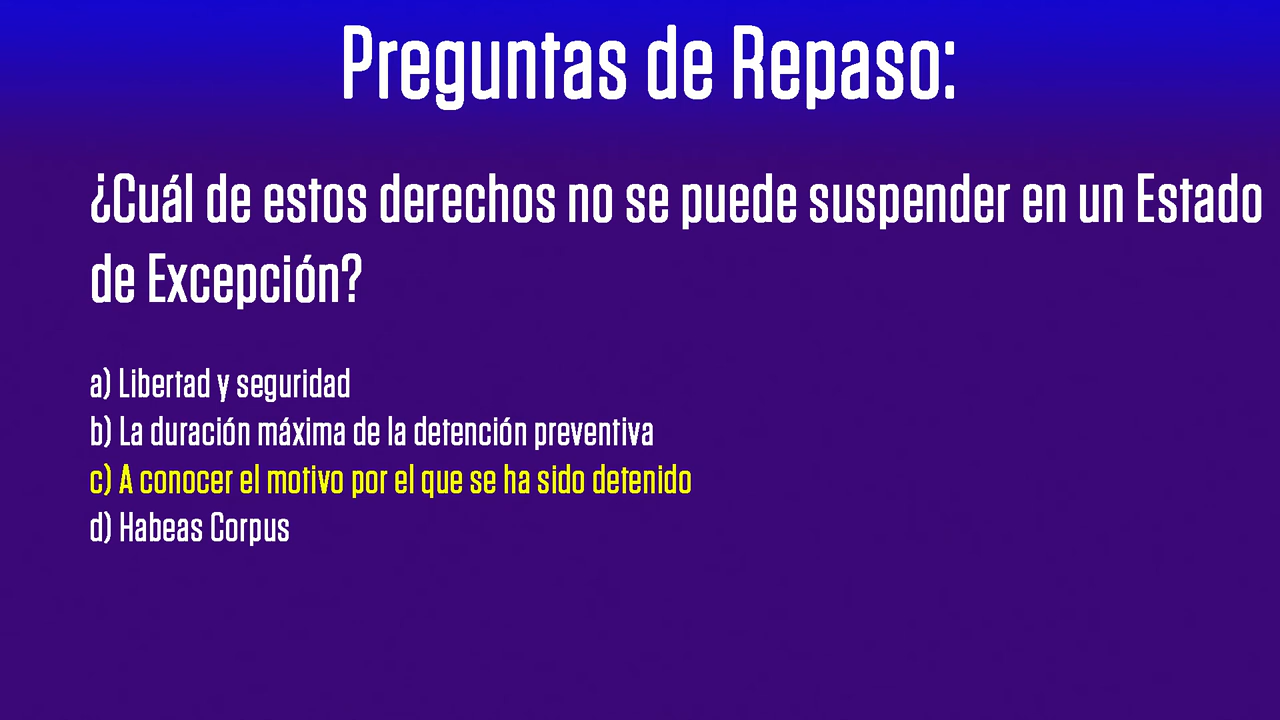 Preguntas de Repaso:
¿Cuál de estos derechos no se puede suspender en un Estado
de Excepción?
a) Libertad y seguridad
b) La duración máxima de la detención preventiva
c) A conocer el motivo por el que se ha sido detenido
d) Habeas Corpus